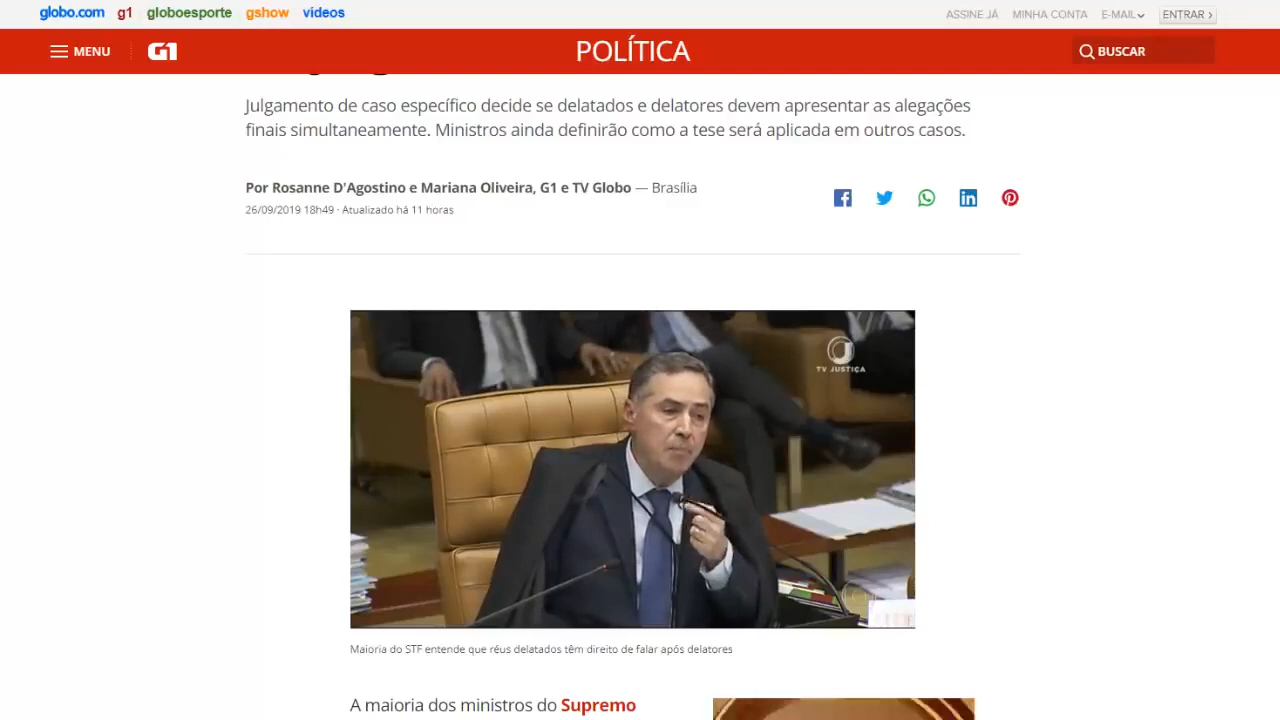 globo.com g1 globoesporte gshow vídeos ASSINE JÁ MINHA CONTA E-MAIL ENTRAR ›
MENU G1 POLÍTICA BUSCAR
Julgamento de caso específico decide se delatados e delatores devem apresentar as alegações
finais simultaneamente. Ministros ainda definirão como a tese será aplicada em outros casos.
Por Rosanne D'Agostino e Mariana Oliveira, G1 e TV Globo — Brasília
26/09/2019 18h49 · Atualizado há 11 horas
TV JUSTIÇA
Maioria do STF entende que réus delatados têm direito de falar após delatores
A maioria dos ministros do Supremo